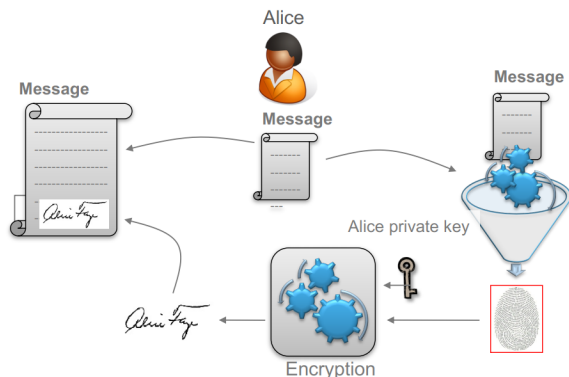 Alice
Message
Message
Message
Alice private key
Encryption